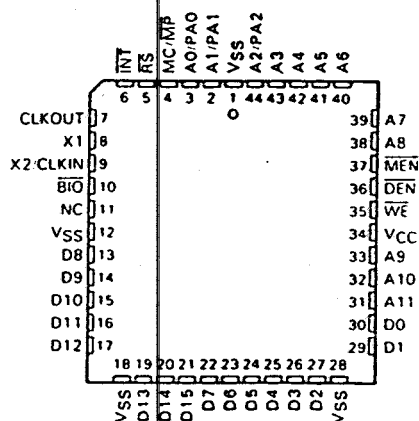 INT
RS
MC/MP
A0/PA0
A1/PA1
VSS
A2/PA2
A3
A4
A5
A6
6 5 4 3 2 1 44 43 42 41 40
CLKOUT 7
X1 8
X2/CLKIN 9
BIO 10
NC 11
VSS 12
D8 13
D9 14
D10 15
D11 16
D12 17
39 A7
38 A8
37 MEN
36 DEN
35 WE
34 VCC
33 A9
32 A10
31 A11
30 D0
29 D1
18 19 20 21 22 23 24 25 26 27 28
VSS
D13
D14
D15
D7
D6
D5
D4
D3
D2
VSS